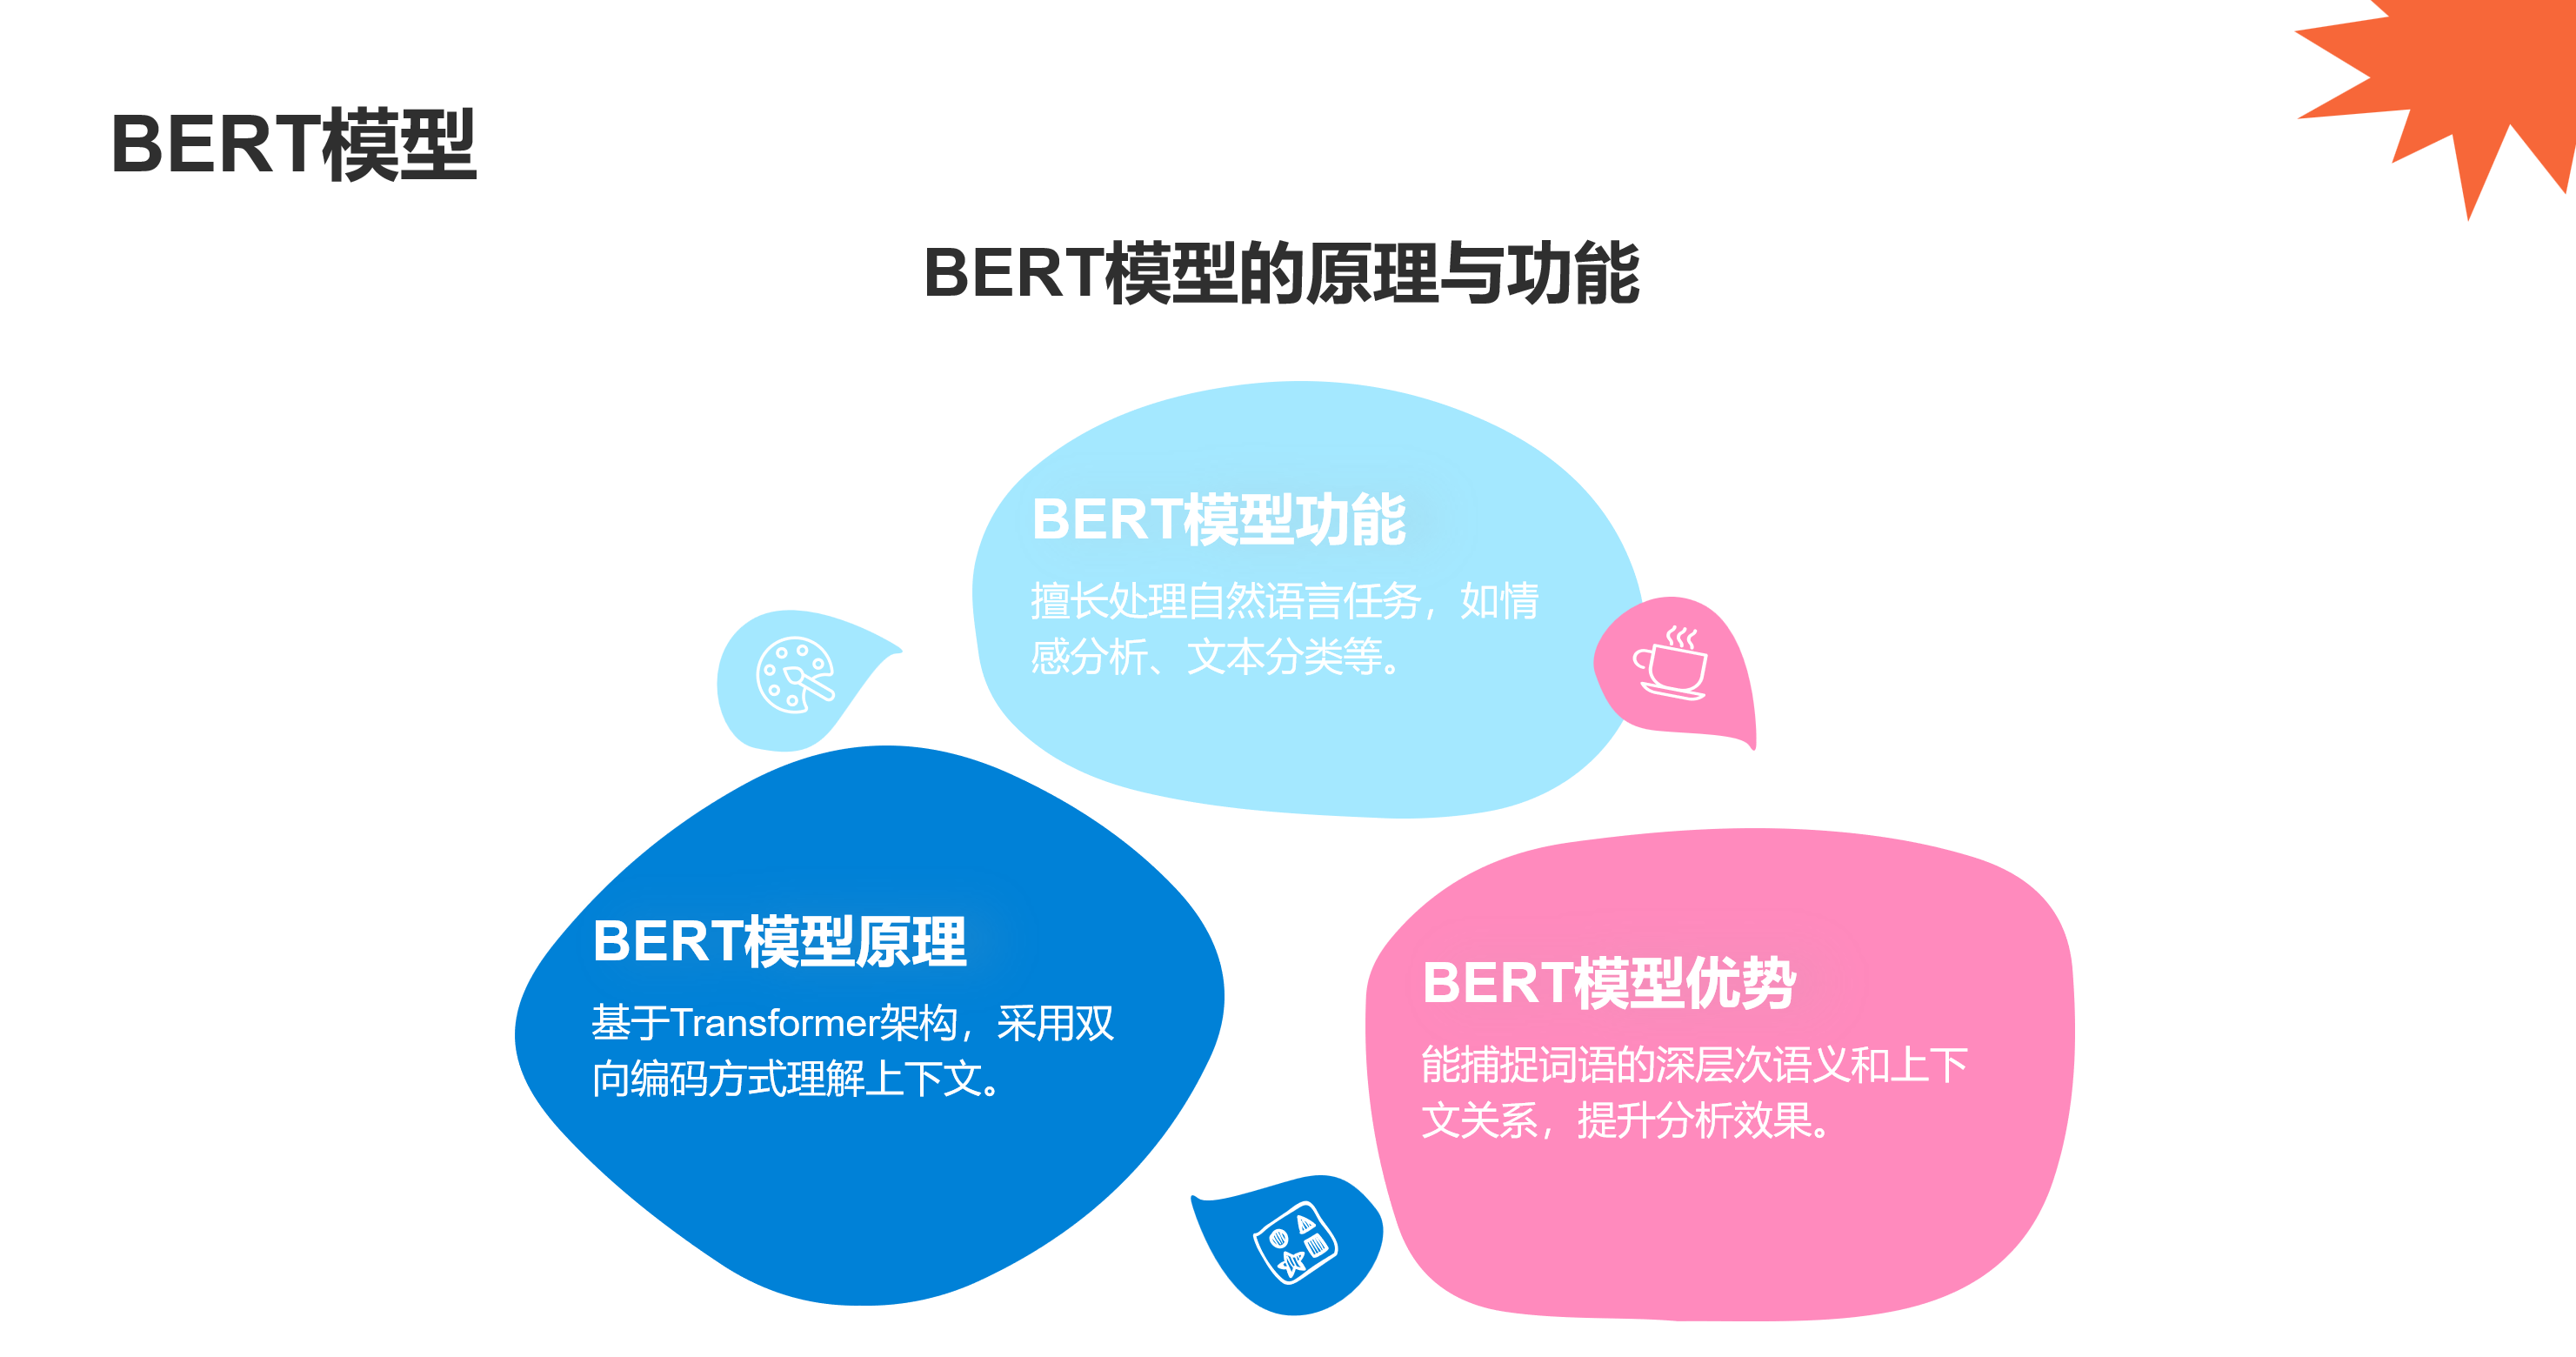 BERT模型
BERT模型的原理与功能
BERT模型功能
擅长处理自然语言任务，如情
感分析、文本分类等。
BERT模型原理
基于Transformer架构，采用双
向编码方式理解上下文。
BERT模型优势
能捕捉词语的深层次语义和上下
文关系，提升分析效果。